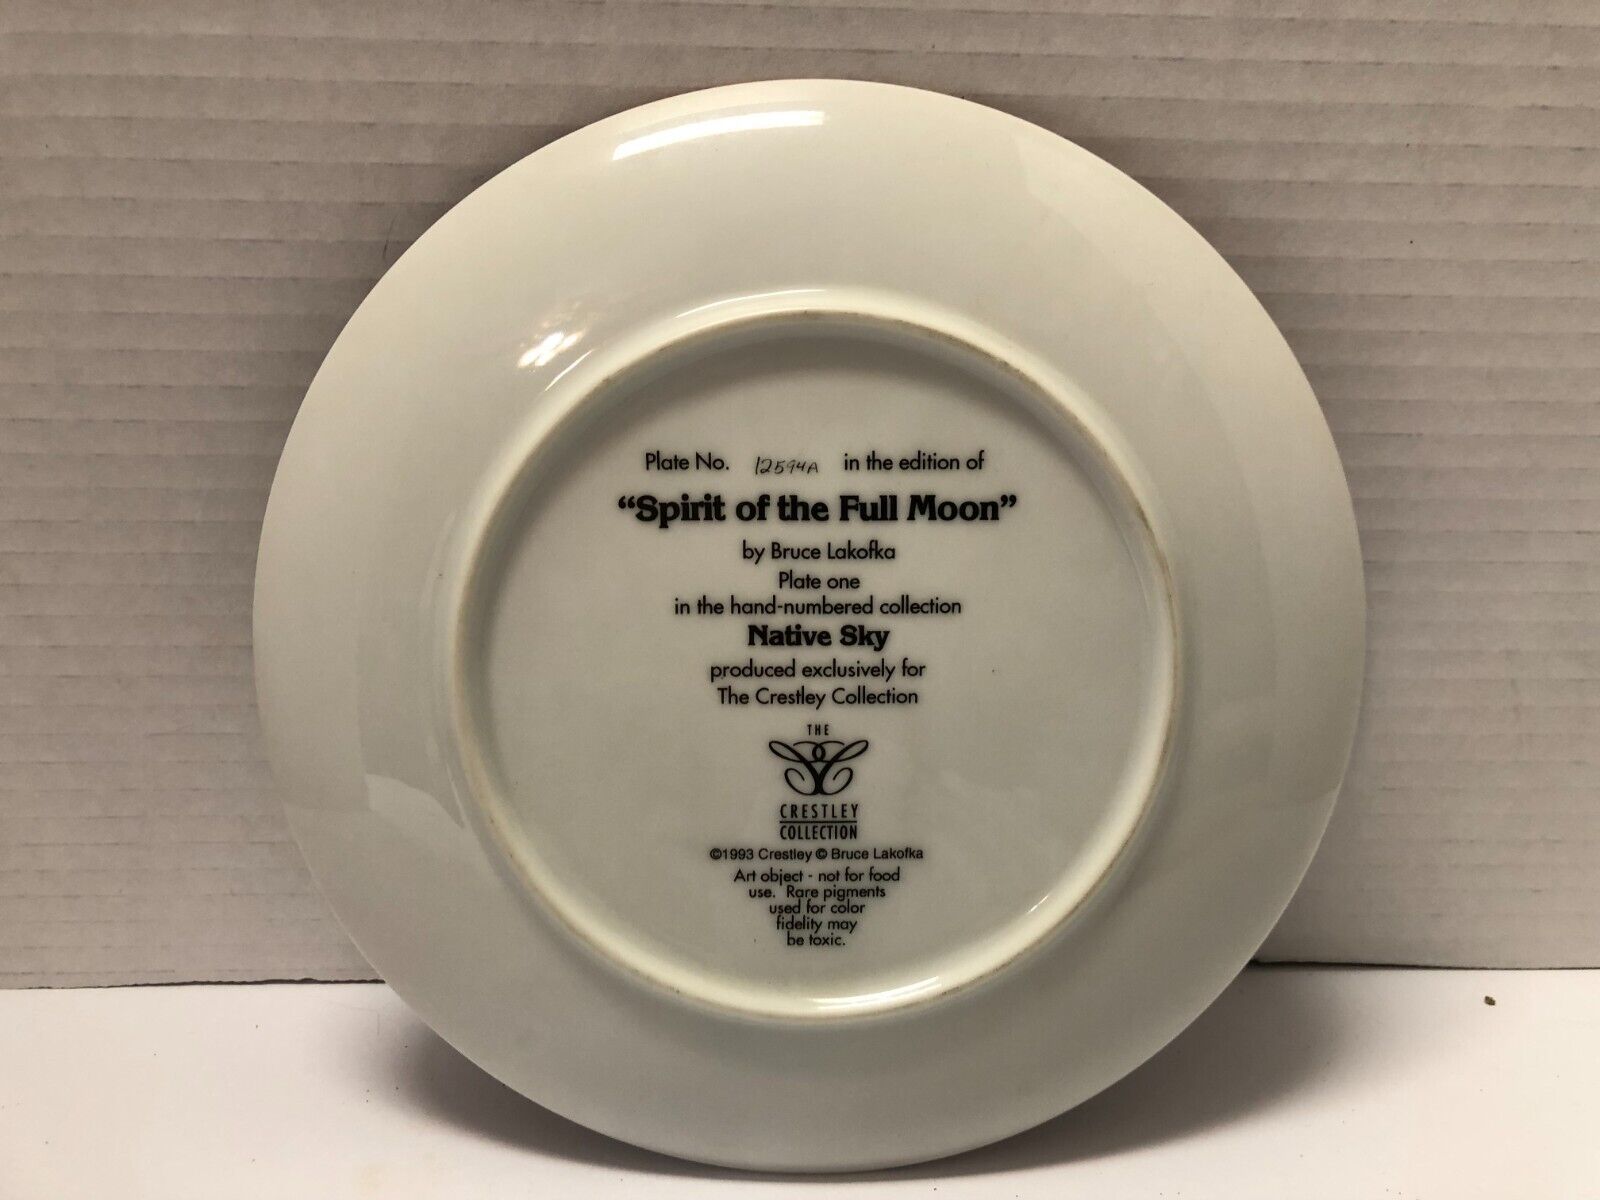 Plate No. 12594A in the edition of
“Spirit of the Full Moon”
by Bruce Lakofka
Plate one
in the hand-numbered collection
Native Sky
produced exclusively for
The Crestley Collection
THE
CRESTLEY
COLLECTION
©1993 Crestley © Bruce Lakofka
Art object - not for food
use. Rare pigments
used for color
fidelity may
be toxic.